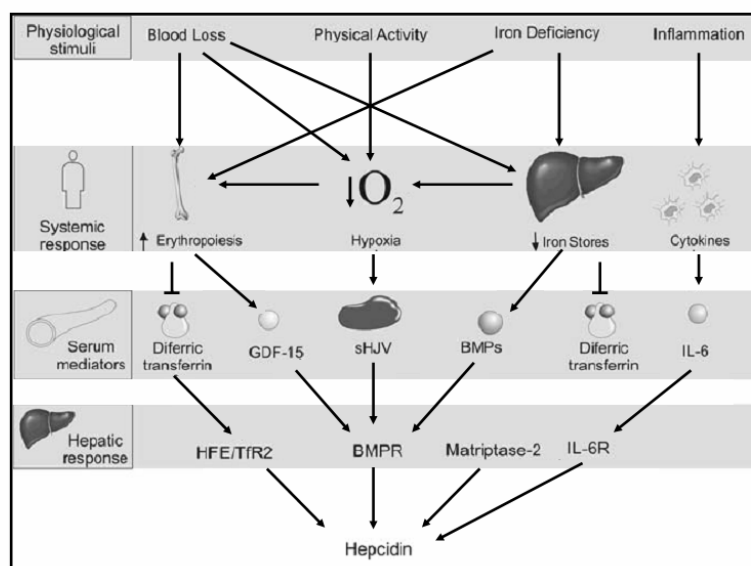 Physiological
stimuli
Blood Loss
Physical Activity
Iron Deficiency
Inflammation
Systemic
response
↑ Erythropoiesis
↓O₂
Hypoxia
↓ Iron Stores
Cytokines
Serum
mediators
Diferric
transferrin
GDF-15
sHJV
BMPs
Diferric
transferrin
IL-6
Hepatic
response
HFE/TfR2
BMPR
Matriptase-2
IL-6R
Hepcidin